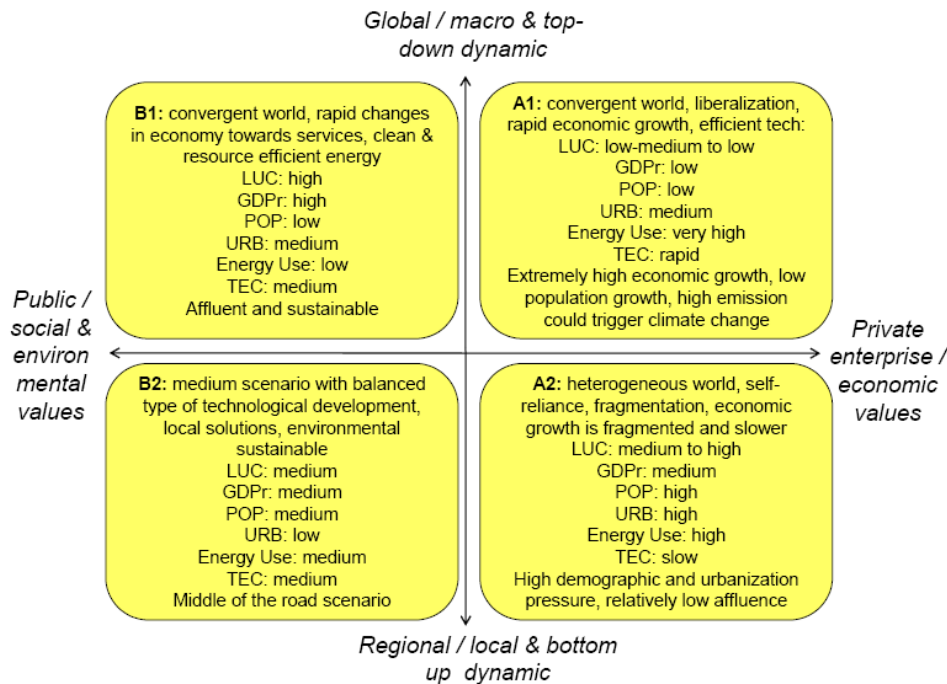 Global / macro & top-
down dynamic
B1: convergent world, rapid changes
in economy towards services, clean &
resource efficient energy
LUC: high
GDPr: high
POP: low
URB: medium
Energy Use: low
TEC: medium
Affluent and sustainable
A1: convergent world, liberalization,
rapid economic growth, efficient tech:
LUC: low-medium to low
GDPr: low
POP: low
URB: medium
Energy Use: very high
TEC: rapid
Extremely high economic growth, low
population growth, high emission
could trigger climate change
Public /
social &
environ
mental
values
Private
enterprise /
economic
values
B2: medium scenario with balanced
type of technological development,
local solutions, environmental
sustainable
LUC: medium
GDPr: medium
POP: medium
URB: low
Energy Use: medium
TEC: medium
Middle of the road scenario
A2: heterogeneous world, self-
reliance, fragmentation, economic
growth is fragmented and slower
LUC: medium to high
GDPr: medium
POP: high
URB: high
Energy Use: high
TEC: slow
High demographic and urbanization
pressure, relatively low affluence
Regional / local & bottom
up dynamic